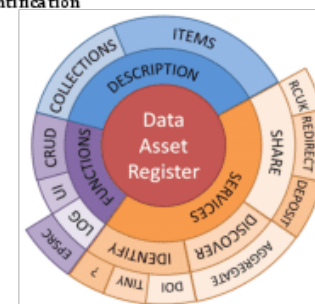 ntification
COLLECTIONS
ITEMS
DESCRIPTION
Data
Asset
Register
FUNCTIONS
CRUD
UI
LOG
EPSRC
SERVICES
SHARE
RCUK
REDIRECT
DEPOSIT
DISCOVER
AGGREGATE
IDENTIFY
DOI
TINY
?